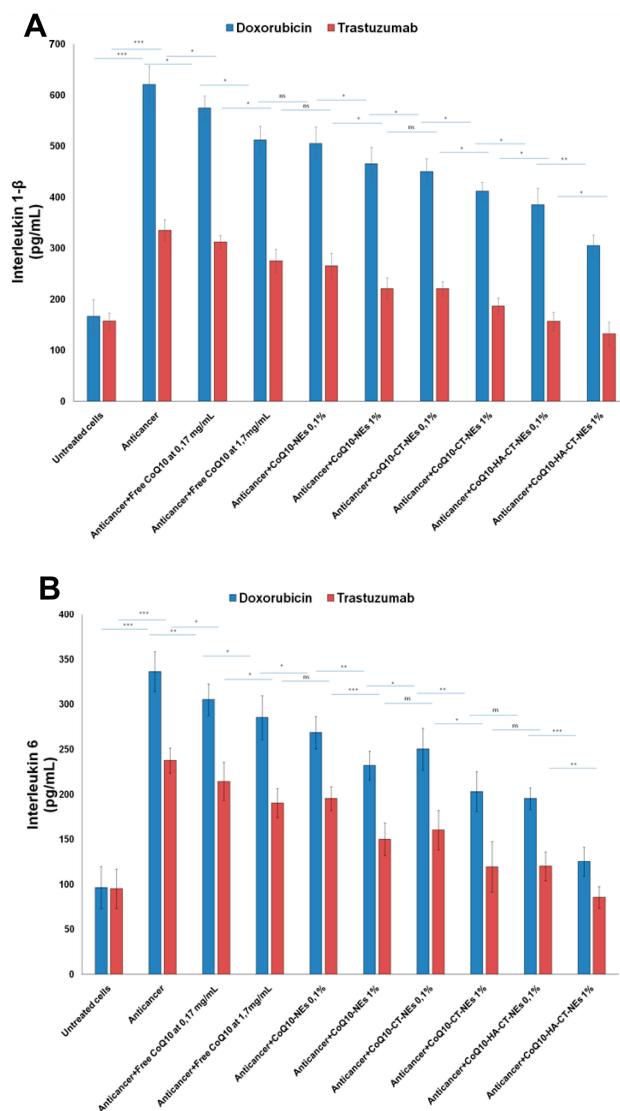 A
Doxorubicin Trastuzumab
700
600
500
400
300
200
100
0
Interleukin 1-β
(pg/mL)
*** *** * * * * ns ns * * * ns * * * * ** *
Untreated cells
Anticancer
Anticancer+Free CoQ10 at 0,17 mg/mL
Anticancer+Free CoQ10 at 1,7mg/mL
Anticancer+CoQ10-NEs 0,1%
Anticancer+CoQ10-NEs 1%
Anticancer+CoQ10-CT-NEs 0,1%
Anticancer+CoQ10-CT-NEs 1%
Anticancer+CoQ10-HA-CT-NEs 0,1%
Anticancer+CoQ10-HA-CT-NEs 1%
B
Doxorubicin Trastuzumab
400
350
300
250
200
150
100
50
0
Interleukin 6
(pg/mL)
*** *** ** * * * * ns ** *** * ns ** * ns ns *** **
Untreated cells
Anticancer
Anticancer+Free CoQ10 at 0,17 mg/mL
Anticancer+Free CoQ10 at 1,7mg/mL
Anticancer+CoQ10-NEs 0,1%
Anticancer+CoQ10-NEs 1%
Anticancer+CoQ10-CT-NEs 0,1%
Anticancer+CoQ10-CT-NEs 1%
Anticancer+CoQ10-HA-CT-NEs 0,1%
Anticancer+CoQ10-HA-CT-NEs 1%